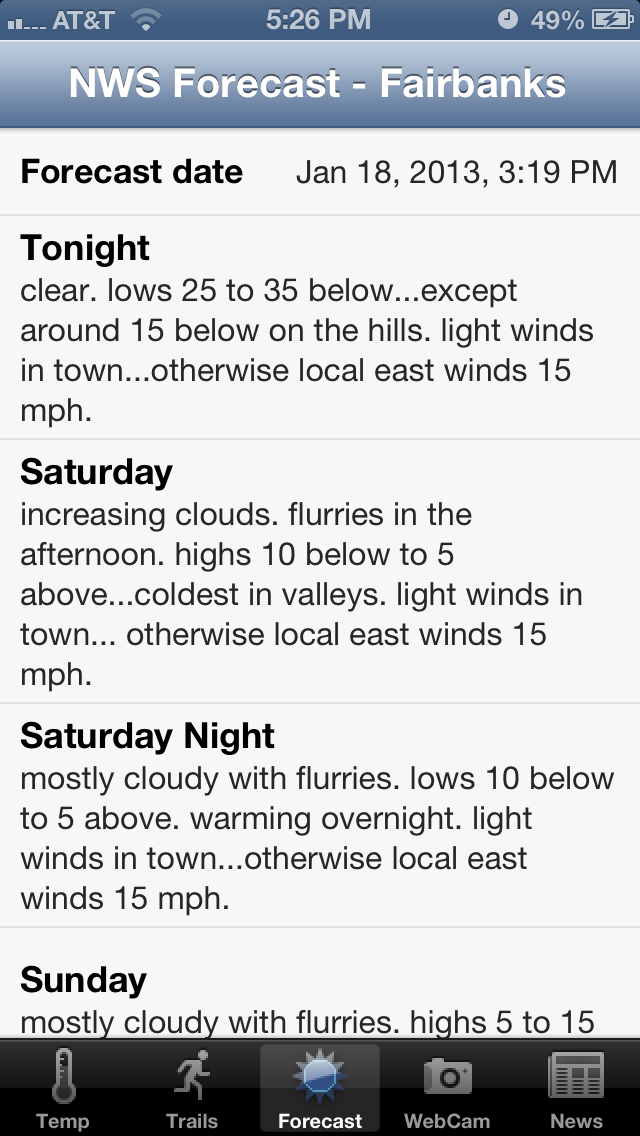 AT&T 5:26 PM 49%
NWS Forecast - Fairbanks
Forecast date Jan 18, 2013, 3:19 PM
Tonight
clear. lows 25 to 35 below...except
around 15 below on the hills. light winds
in town...otherwise local east winds 15
mph.
Saturday
increasing clouds. flurries in the
afternoon. highs 10 below to 5
above...coldest in valleys. light winds in
town... otherwise local east winds 15
mph.
Saturday Night
mostly cloudy with flurries. lows 10 below
to 5 above. warming overnight. light
winds in town...otherwise local east
winds 15 mph.
Sunday
mostly cloudy with flurries. highs 5 to 15
Temp Trails Forecast WebCam News